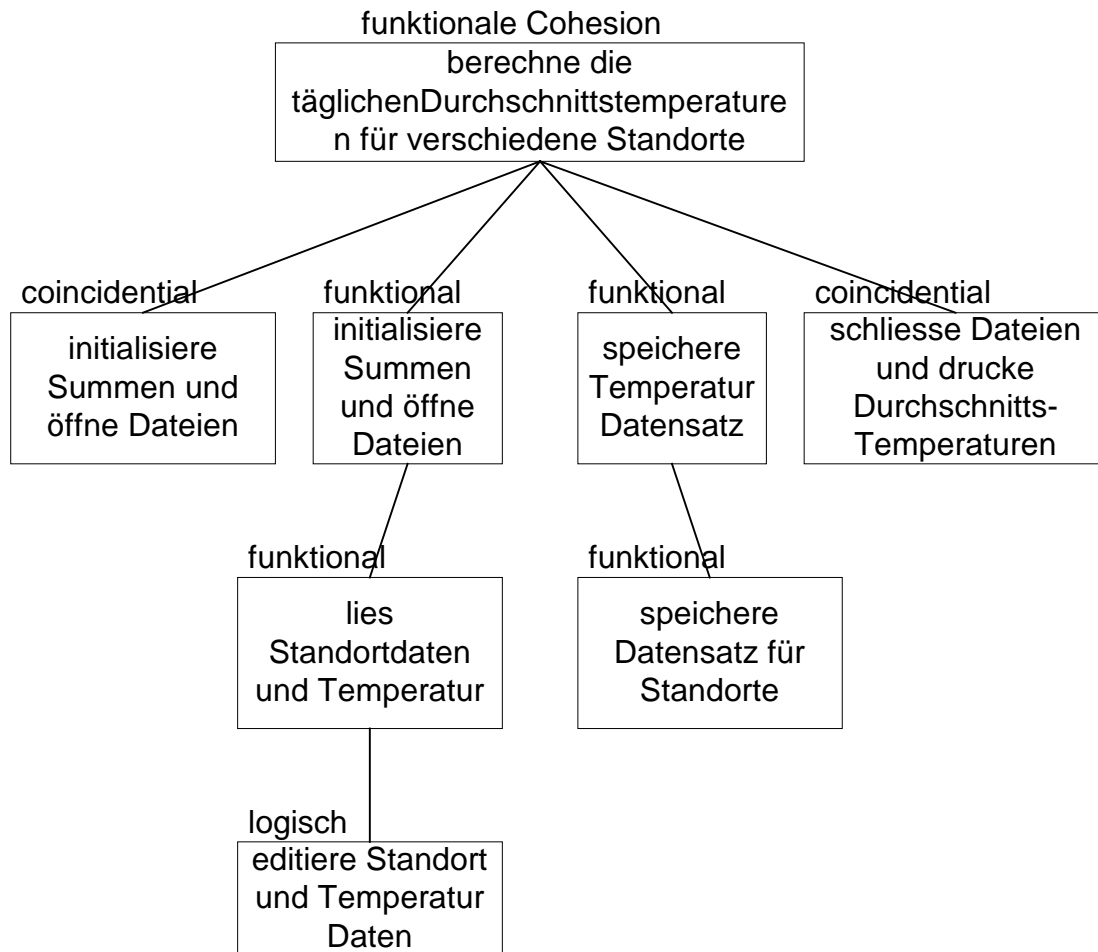 funktionale Cohesion
berechne die
täglichenDurchschnittstemperature
n für verschiedene Standorte
coincidential
initialisiere
Summen und
öffne Dateien
funktional
initialisiere
Summen
und öffne
Dateien
funktional
speichere
Temperatur
Datensatz
coincidential
schliesse Dateien
und drucke
Durchschnitts-
Temperaturen
funktional
lies
Standortdaten
und Temperatur
funktional
speichere
Datensatz für
Standorte
logisch
editiere Standort
und Temperatur
Daten